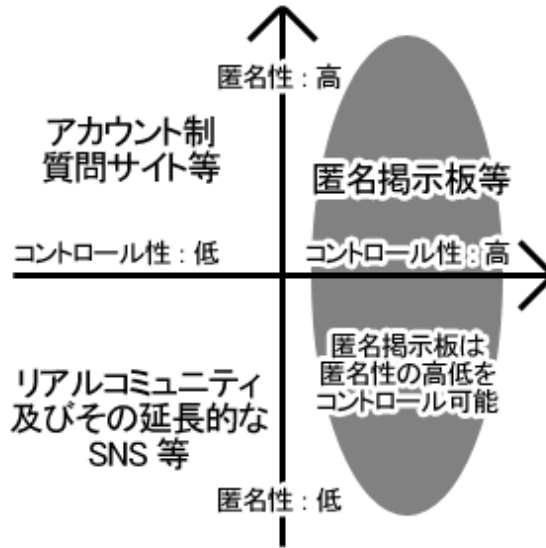 匿名性 : 高
アカウント制
質問サイト等
匿名掲示板等
コントロール性 : 低
コントロール性 : 高
匿名掲示板は
匿名性の高低を
コントロール可能
リアルコミュニティ
及びその延長的な
SNS 等
匿名性 : 低